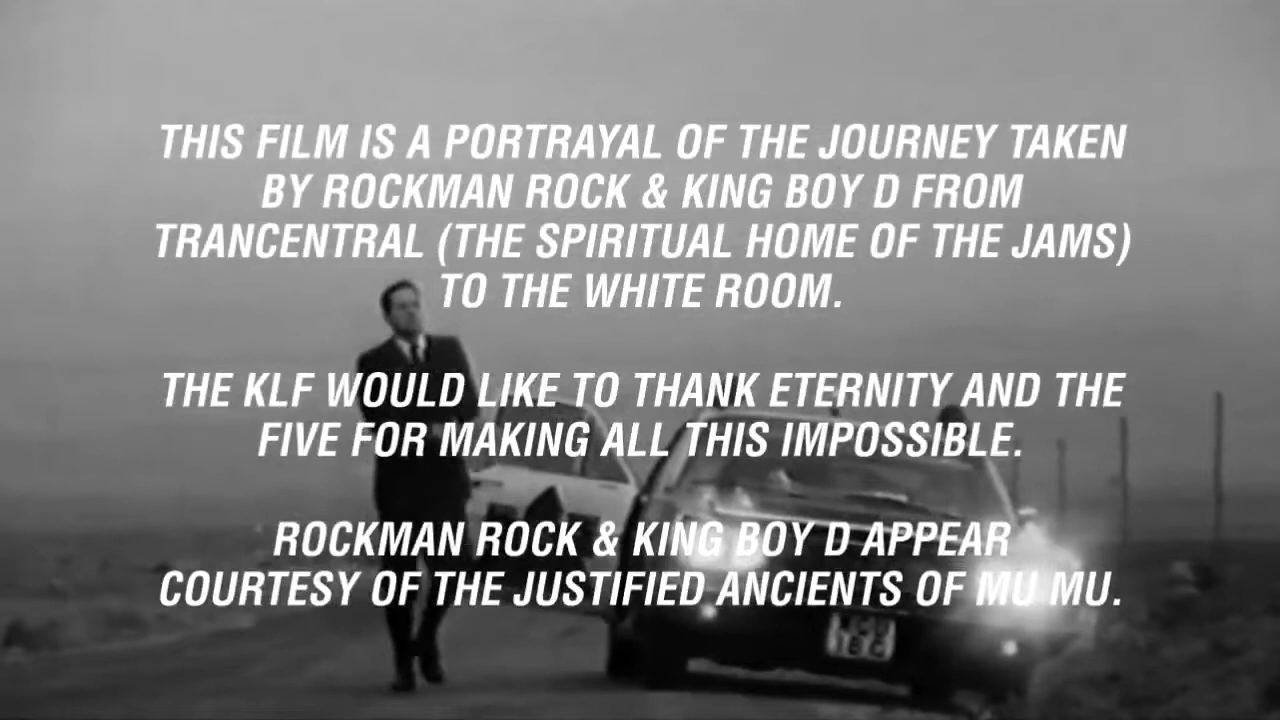 THIS FILM IS A PORTRAYAL OF THE JOURNEY TAKEN
BY ROCKMAN ROCK & KING BOY D FROM
TRANCENTRAL (THE SPIRITUAL HOME OF THE JAMS)
TO THE WHITE ROOM.
THE KLF WOULD LIKE TO THANK ETERNITY AND THE
FIVE FOR MAKING ALL THIS IMPOSSIBLE.
ROCKMAN ROCK & KING BOY D APPEAR
COURTESY OF THE JUSTIFIED ANCIENTS OF MU MU.